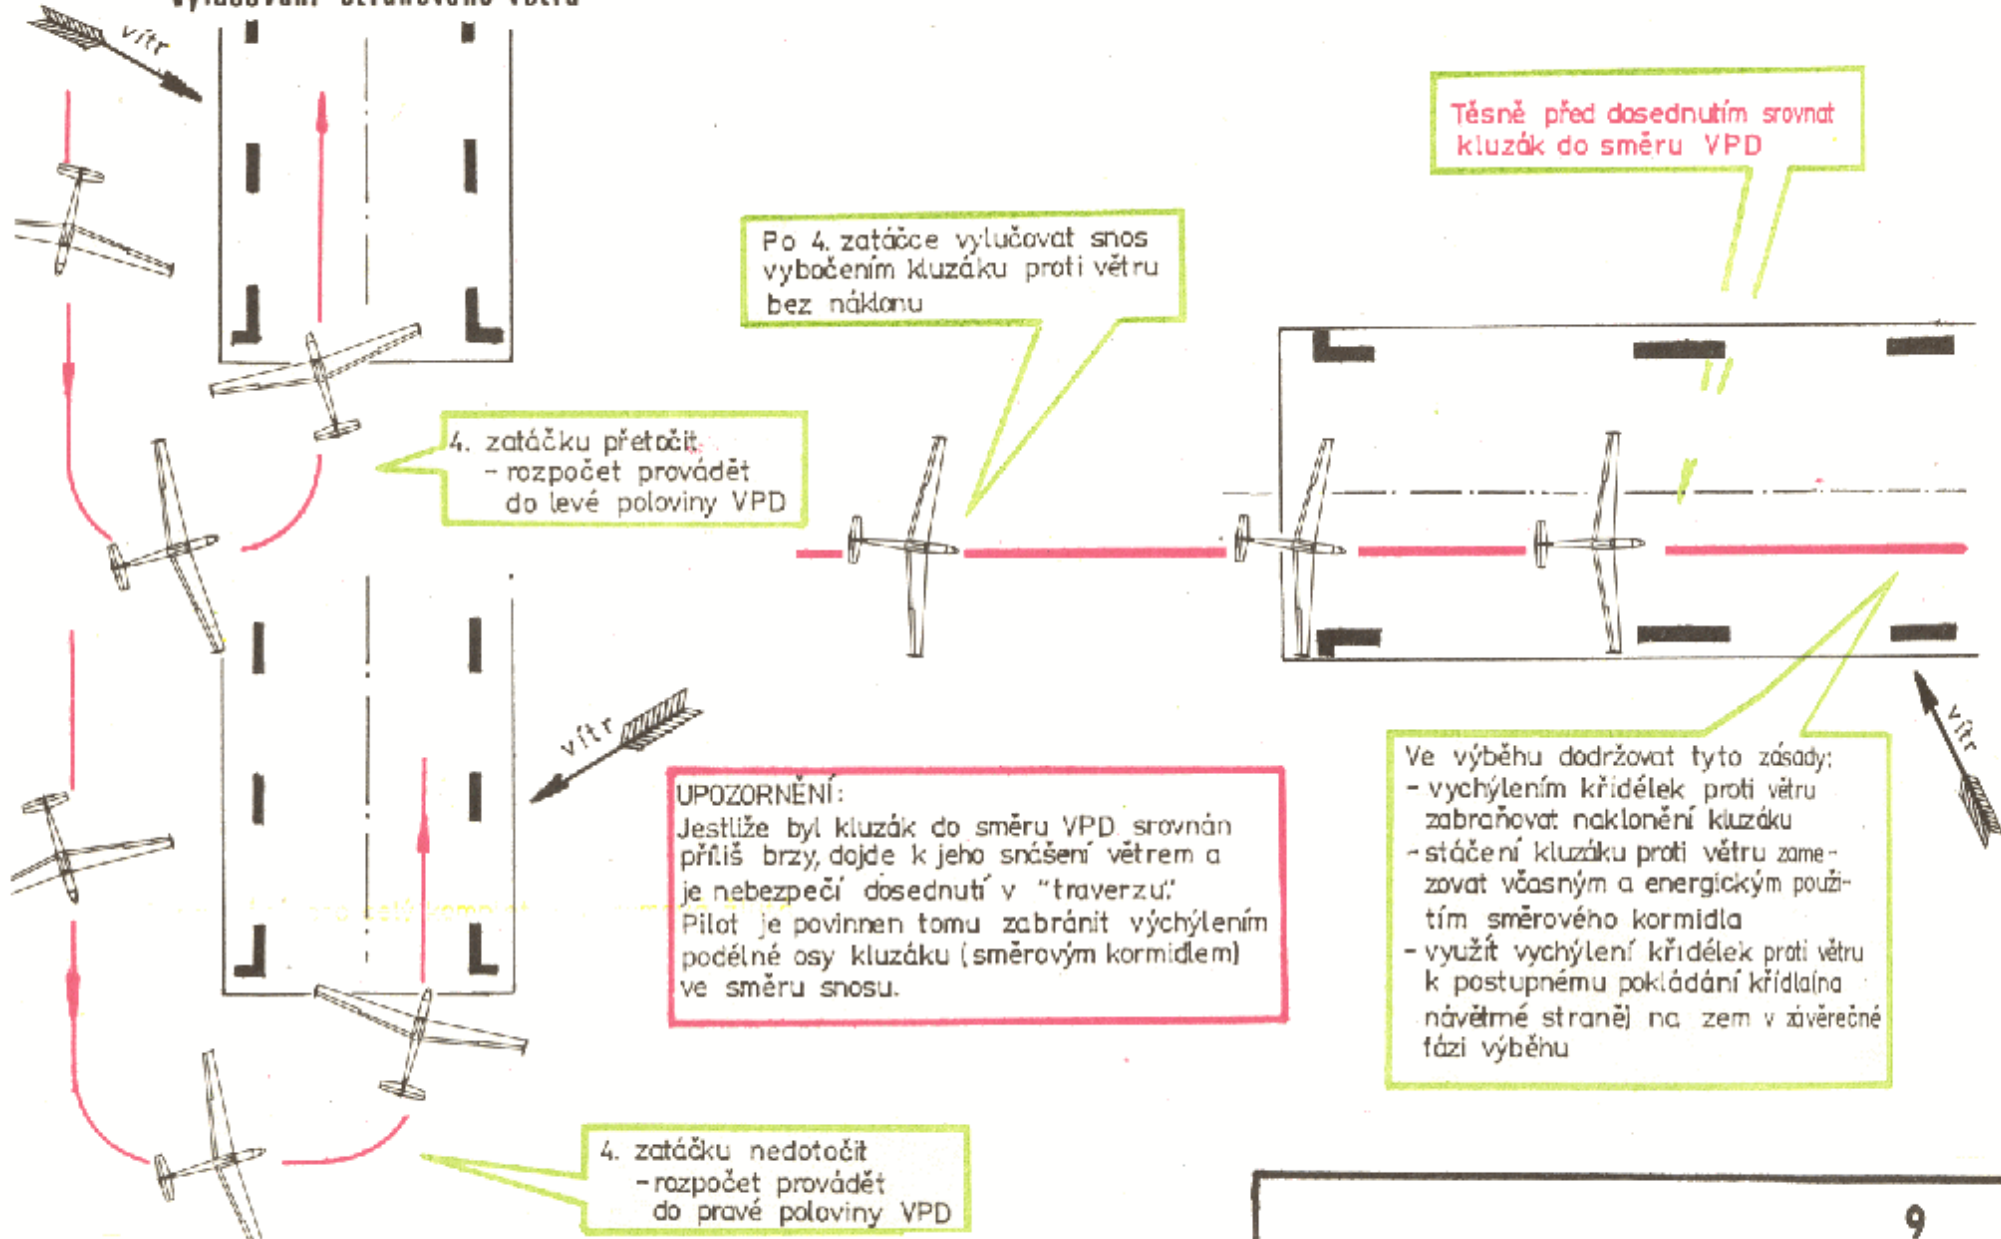 vítr
Těsně před dosednutím srovnat
kluzák do směru VPD
Po 4. zatáčce vylučovat snos
vybočením kluzáku proti větru
bez náklonu
4. zatáčku přetočit
- rozpočet provádět
do levé poloviny VPD
vítr
UPOZORNĚNÍ:
Jestliže byl kluzák do směru VPD srovnán
příliš brzy, dojde k jeho snášení větrem a
je nebezpečí dosednutí v "traverzu".
Pilot je povinnen tomu zabránit výchýlením
podélné osy kluzáku (směrovým kormidlem)
ve směru snosu.
vítr
Ve výběhu dodržovat tyto zásady:
- vychýlením křidélek proti větru
zabraňovat naklonění kluzáku
- stáčení kluzáku proti větru zame-
zovat včasným a energickým použi-
tím směrového kormidla
- využít vychýlení křidélek proti větru
k postupnému pokládání křídla(na
návětrné straně) na zem v závěrečné
fázi výběhu
4. zatáčku nedotočit
- rozpočet provádět
do pravé poloviny VPD
9